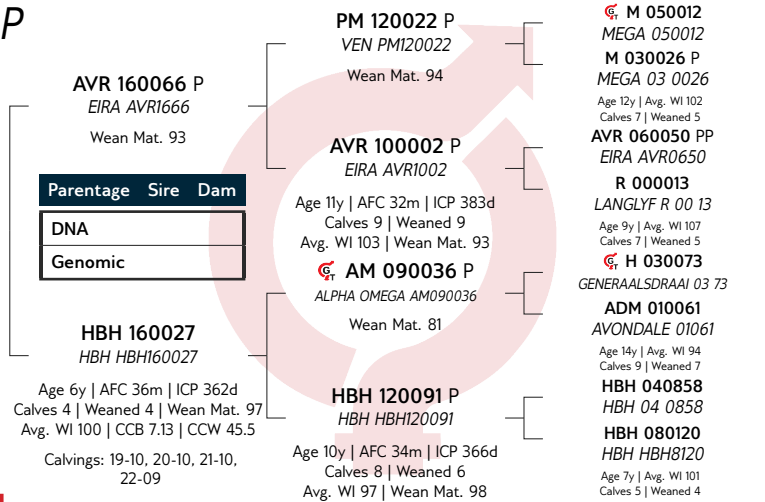 P
AVR 160066 P
EIRA AVR1666
Wean Mat. 93
Parentage Sire Dam
DNA
Genomic
HBH 160027
HBH HBH160027
Age 6y | AFC 36m | ICP 362d
Calves 4 | Weaned 4 | Wean Mat. 97
Avg. WI 100 | CCB 7.13 | CCW 45.5
Calvings: 19-10, 20-10, 21-10,
22-09
PM 120022 P
VEN PM120022
Wean Mat. 94
AVR 100002 P
EIRA AVR1002
Age 11y | AFC 32m | ICP 383d
Calves 9 | Weaned 9
Avg. WI 103 | Wean Mat. 93
GT AM 090036 P
ALPHA OMEGA AM090036
Wean Mat. 81
HBH 120091 P
HBH HBH120091
Age 10y | AFC 34m | ICP 366d
Calves 8 | Weaned 6
Avg. WI 97 | Wean Mat. 98
GT M 050012
MEGA 050012
M 030026 P
MEGA 03 0026
Age 12y | Avg. WI 102
Calves 7 | Weaned 5
AVR 060050 PP
EIRA AVR0650
R 000013
LANGLYF R 00 13
Age 9y | Avg. WI 107
Calves 7 | Weaned 5
GT H 030073
GENERAALSDRAAI 03 73
ADM 010061
AVONDALE 01061
Age 14y | Avg. WI 94
Calves 9 | Weaned 7
HBH 040858
HBH 04 0858
HBH 080120
HBH HBH8120
Age 7y | Avg. WI 101
Calves 5 | Weaned 4